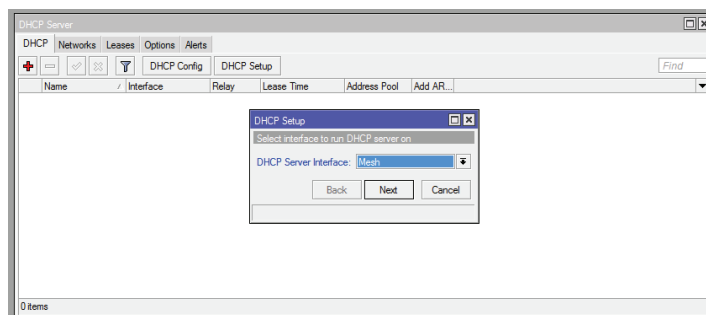 DHCP Server
DHCP Networks Leases Options Alerts
DHCP Config DHCP Setup Find
Name Interface Relay Lease Time Address Pool Add AR...
DHCP Setup
Select interface to run DHCP server on
DHCP Server Interface: Mesh
Back Next Cancel
0 items